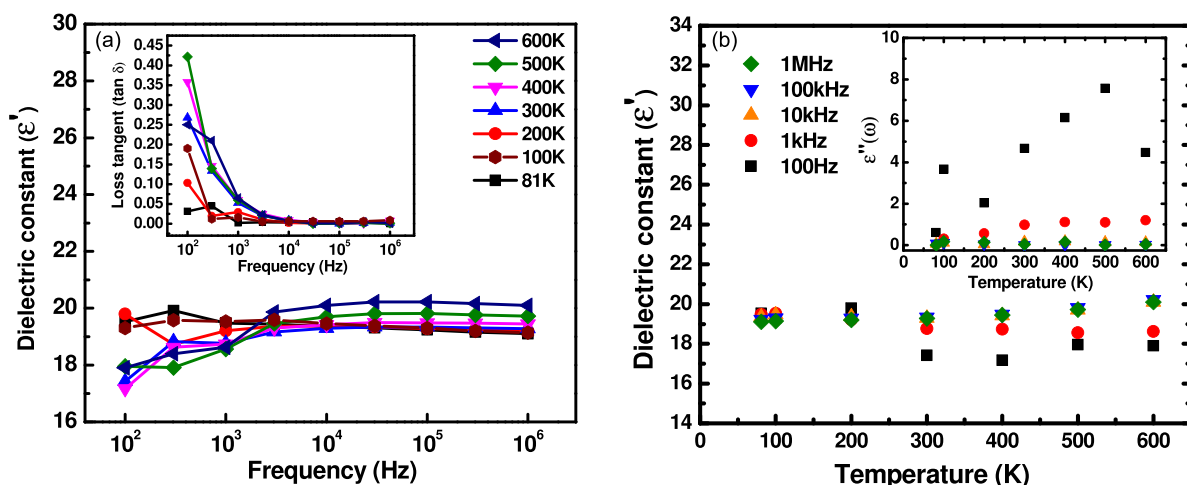 (a)
Dielectric constant (ε')
30
28
26
24
22
20
18
16
10² 10³ 10⁴ 10⁵ 10⁶
Frequency (Hz)
Loss tangent (tan δ)
0.45
0.40
0.35
0.30
0.25
0.20
0.15
0.10
0.05
0.00
10² 10³ 10⁴ 10⁵ 10⁶
Frequency (Hz)
600K
500K
400K
300K
200K
100K
81K
(b)
Dielectric constant (ε')
34
32
30
28
26
24
22
20
18
16
14
0 100 200 300 400 500 600
Temperature (K)
1MHz
100kHz
10kHz
1kHz
100Hz
ε''(ω)
10
8
6
4
2
0
0 100 200 300 400 500 600
Temperature (K)